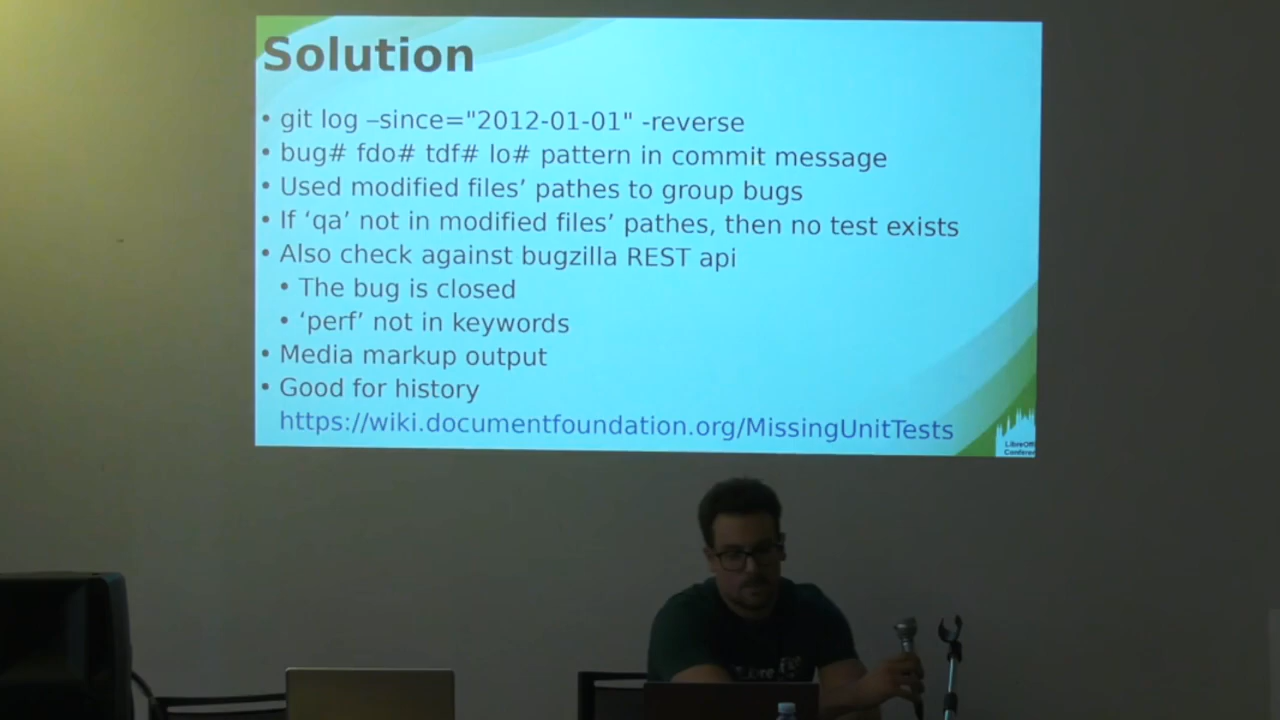 Solution
• git log –since="2012-01-01" -reverse
• bug# fdo# tdf# lo# pattern in commit message
• Used modified files’ pathes to group bugs
• If ‘qa’ not in modified files’ pathes, then no test exists
• Also check against bugzilla REST api
• The bug is closed
• ‘perf’ not in keywords
• Media markup output
• Good for history
https://wiki.documentfoundation.org/MissingUnitTests